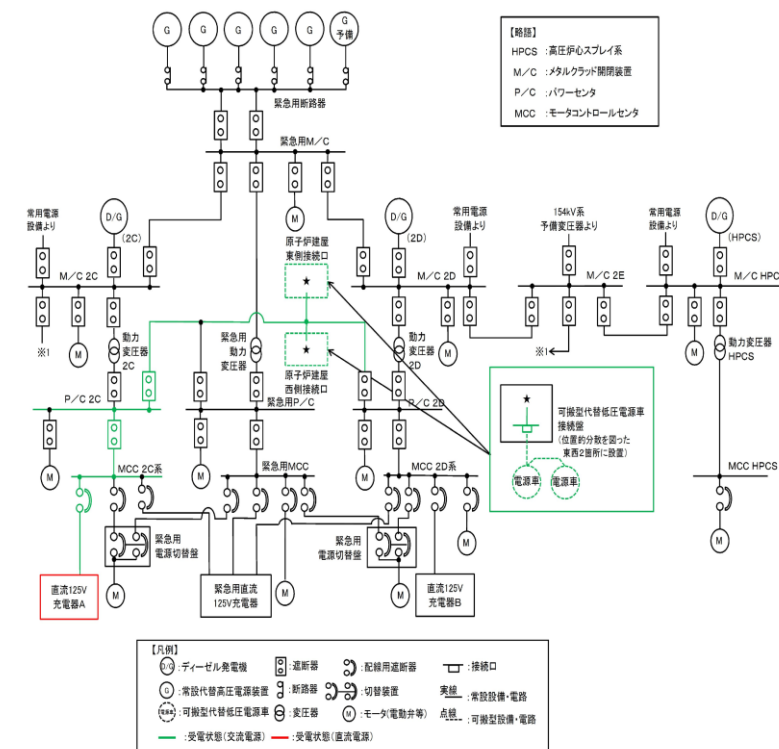 G
G
G
G
G
G
予備
緊急用断路器
緊急用M/C
【略語】
HPCS :高圧炉心スプレイ系
M/C :メタルクラッド開閉装置
P/C :パワーセンタ
MCC :モータコントロールセンタ
常用電源
設備より
D/G
(2C)
M/C 2C
M
原子炉建屋
東側接続口
★
D/G
(2D)
M/C 2D
常用電源
設備より
154kV系
予備変圧器より
M/C 2E
常用電源
設備より
D/G
(HPCS)
M/C HPC
※1
M
動力
変圧器
2C
緊急用
動力
変圧器
★
原子炉建屋
西側接続口
動力
変圧器
2D
M
※1
M
動力変圧器
HPCS
P/C 2C
緊急用P/C
P/C 2D
★
可搬型代替低圧電源車
接続盤
(位置的分散を図った
東西2箇所に設置)
電源車
電源車
M
M
M
MCC 2C系
緊急用MCC
MCC 2D系
MCC HPCS
緊急用
電源切替盤
緊急用
電源切替盤
M
M
直流125V
充電器A
M
緊急用直流
125V充電器
M
M
直流125V
充電器B
【凡例】
D/G :ディーゼル発電機
:遮断器
:配線用遮断器
:接続口
G :常設代替高圧電源装置
:断路器
:切替装置
実線 :常設設備・電路
電源車 :可搬型代替低圧電源車
:変圧器
M :モータ(電動弁等)
点線 :可搬型設備・電路
:受電状態(交流電源)
:受電状態(直流電源)